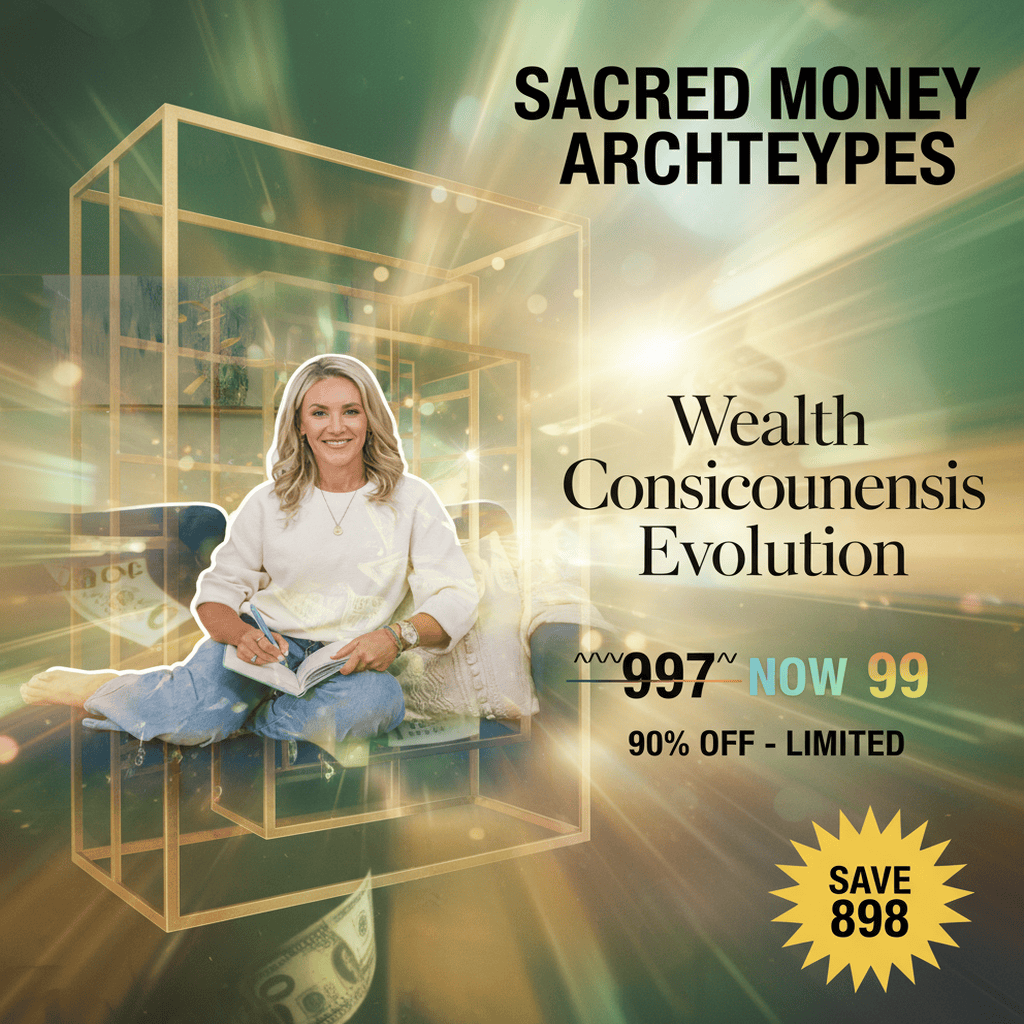 SACRED MONEY
ARCHTEYPES
Wealth
Consicounensis
Evolution
997 NOW 99
90% OFF - LIMITED
SAVE
898